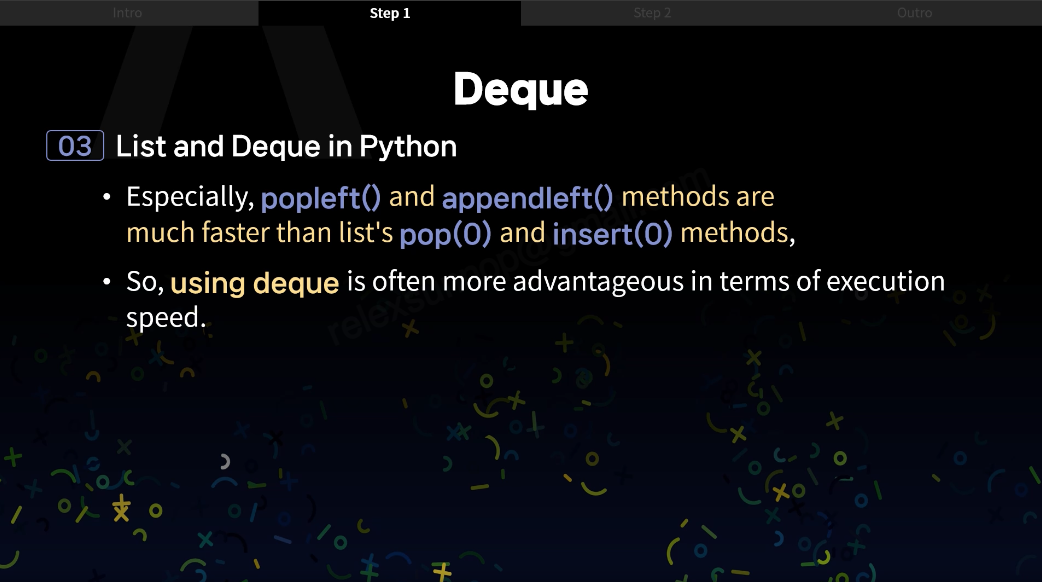 Intro
Step 1
Step 2
Outro
Deque
03 List and Deque in Python
• Especially, popleft() and appendleft() methods are
much faster than list's pop(0) and insert(0) methods,
• So, using deque is often more advantageous in terms of execution
speed.